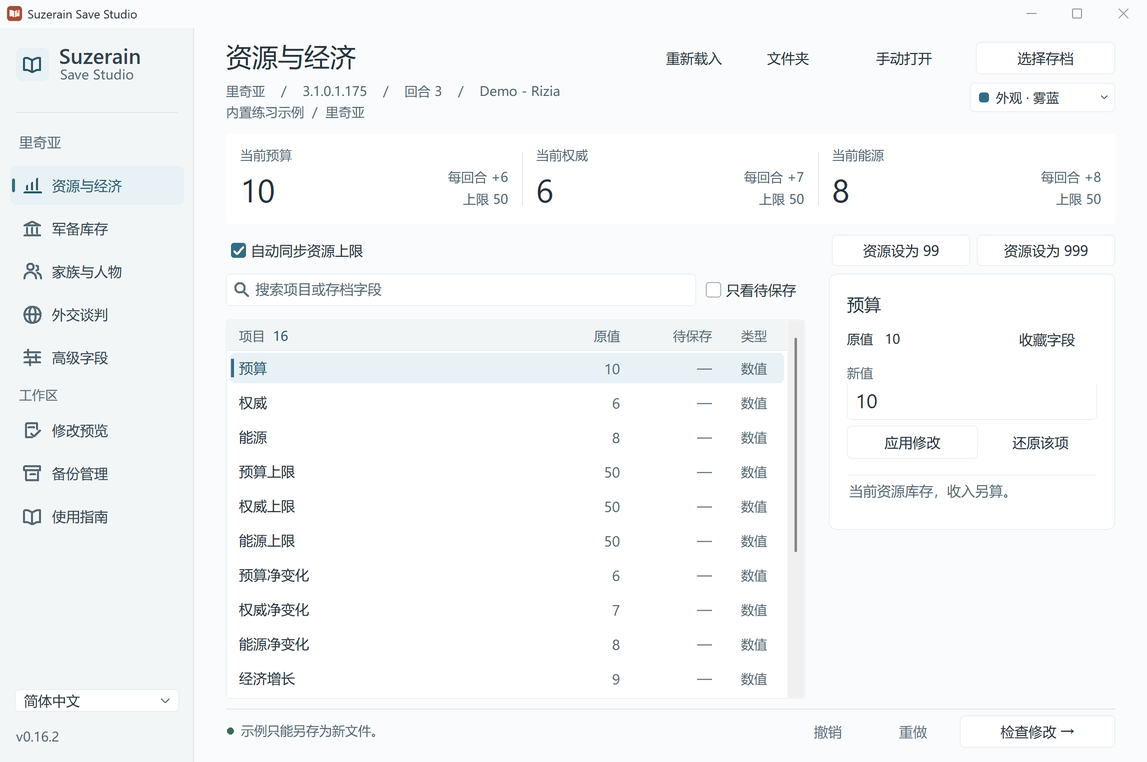 Suzerain Save Studio
Suzerain
Save Studio
里奇亚
资源与经济
军备库存
家族与人物
外交谈判
高级字段
工作区
修改预览
备份管理
使用指南
简体中文
v0.16.2
资源与经济
重新载入 文件夹 手动打开 选择存档
里奇亚 / 3.1.0.1.175 / 回合 3 / Demo - Rizia
外观 · 雾蓝
内置练习示例 / 里奇亚
当前预算
10
每回合 +6
上限 50
当前权威
6
每回合 +7
上限 50
当前能源
8
每回合 +8
上限 50
自动同步资源上限
资源设为 99 资源设为 999
搜索项目或存档字段
只看待保存
项目 16 原值 待保存 类型
预算 10 — 数值
权威 6 — 数值
能源 8 — 数值
预算上限 50 — 数值
权威上限 50 — 数值
能源上限 50 — 数值
预算净变化 6 — 数值
权威净变化 7 — 数值
能源净变化 8 — 数值
经济增长 9 — 数值
预算
原值 10 收藏字段
新值
10
应用修改 还原该项
当前资源库存，收入另算。
示例只能另存为新文件。
撤销 重做 检查修改 →